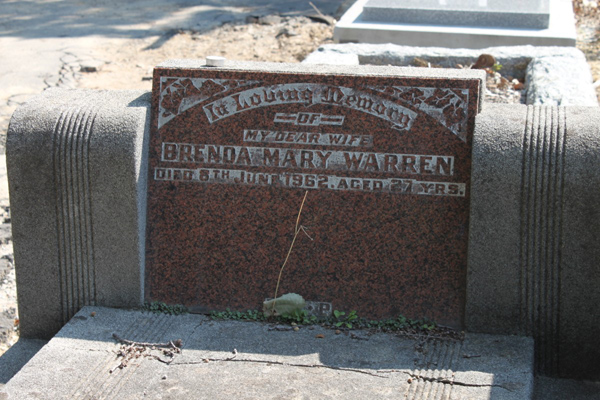 In Loving Memory
OF
MY DEAR WIFE
BRENDA MARY WARREN
DIED 8TH JUNE 1962. AGED 27 YRS.